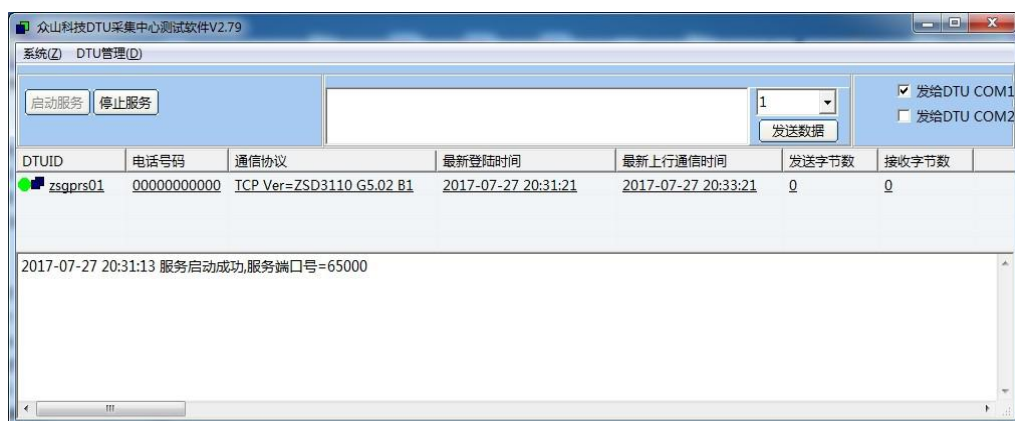 众山科技DTU采集中心测试软件V2.79
系统(Z) DTU管理(D)
启动服务 停止服务
1
发送数据
发给DTU COM1
发给DTU COM2
DTUID 电话号码 通信协议 最新登陆时间 最新上行通信时间 发送字节数 接收字节数
zsgprs01 00000000000 TCP Ver=ZSD3110 G5.02 B1 2017-07-27 20:31:21 2017-07-27 20:33:21 0 0
2017-07-27 20:31:13 服务启动成功,服务端口号=65000